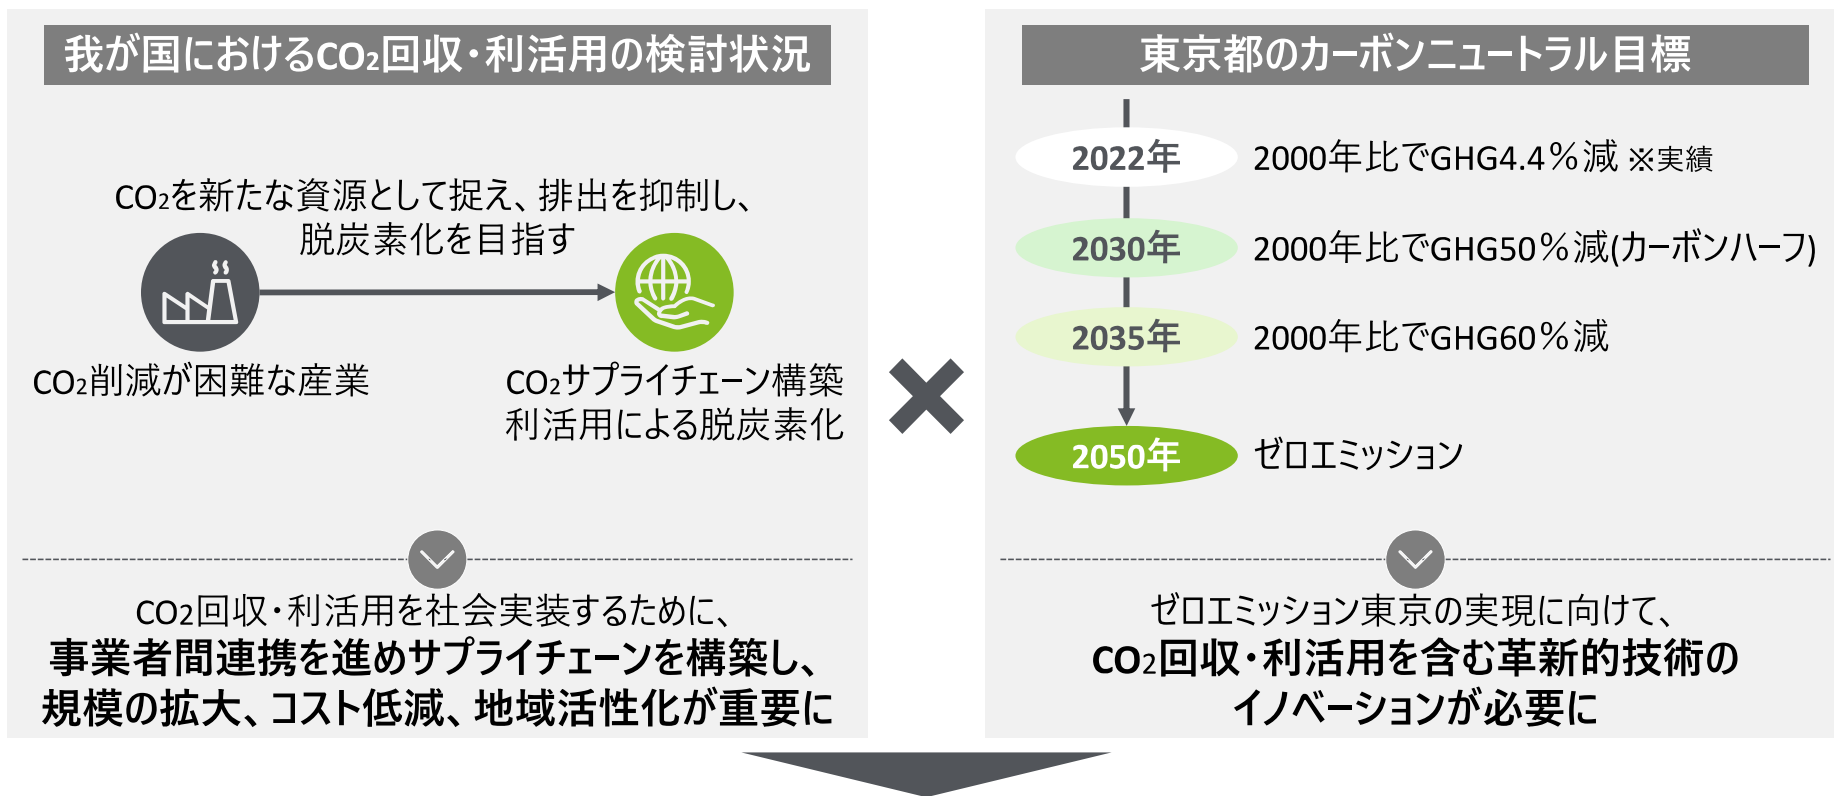 我が国におけるCO₂回収・利活用の検討状況
CO₂を新たな資源として捉え、排出を抑制し、
脱炭素化を目指す
CO₂削減が困難な産業
CO₂サプライチェーン構築
利活用による脱炭素化
CO₂回収・利活用を社会実装するために、
事業者間連携を進めサプライチェーンを構築し、
規模の拡大、コスト低減、地域活性化が重要に
東京都のカーボンニュートラル目標
2022年 2000年比でGHG4.4%減 ※実績
2030年 2000年比でGHG50%減(カーボンハーフ)
2035年 2000年比でGHG60%減
2050年 ゼロエミッション
ゼロエミッション東京の実現に向けて、
CO₂回収・利活用を含む革新的技術の
イノベーションが必要に